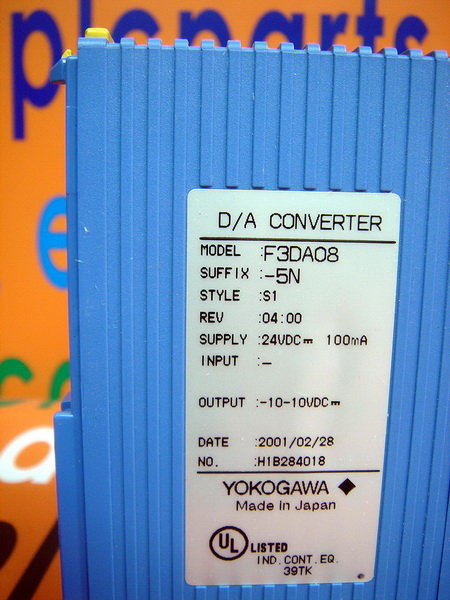 plcparts
D/A CONVERTER
MODEL :F3DA08
SUFFIX :-5N
STYLE :S1
REV :04:00
SUPPLY :24VDC⎓ 100mA
INPUT :-
OUTPUT :-10-10VDC⎓
DATE :2001/02/28
NO. :H1B284018
YOKOGAWA ◆
Made in Japan
UL LISTED
IND.CONT.EQ.
39TK